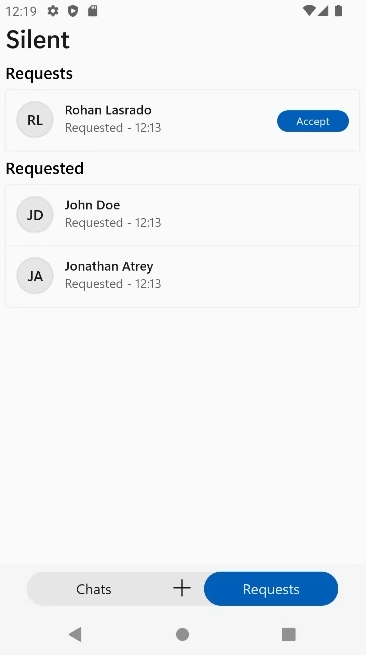 12:19
Silent
Requests
RL
Rohan Lasrado
Requested - 12:13
Accept
Requested
JD
John Doe
Requested - 12:13
JA
Jonathan Atrey
Requested - 12:13
Chats
+
Requests